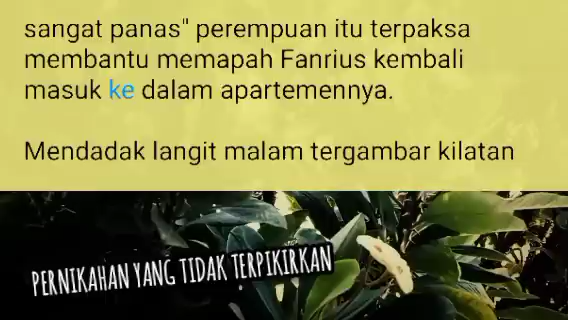 sangat panas" perempuan itu terpaksa
membantu memapah Fanrius kembali
masuk ke dalam apartemennya.
Mendadak langit malam tergambar kilatan
PERNIKAHAN YANG TIDAK TERPIKIRKAN